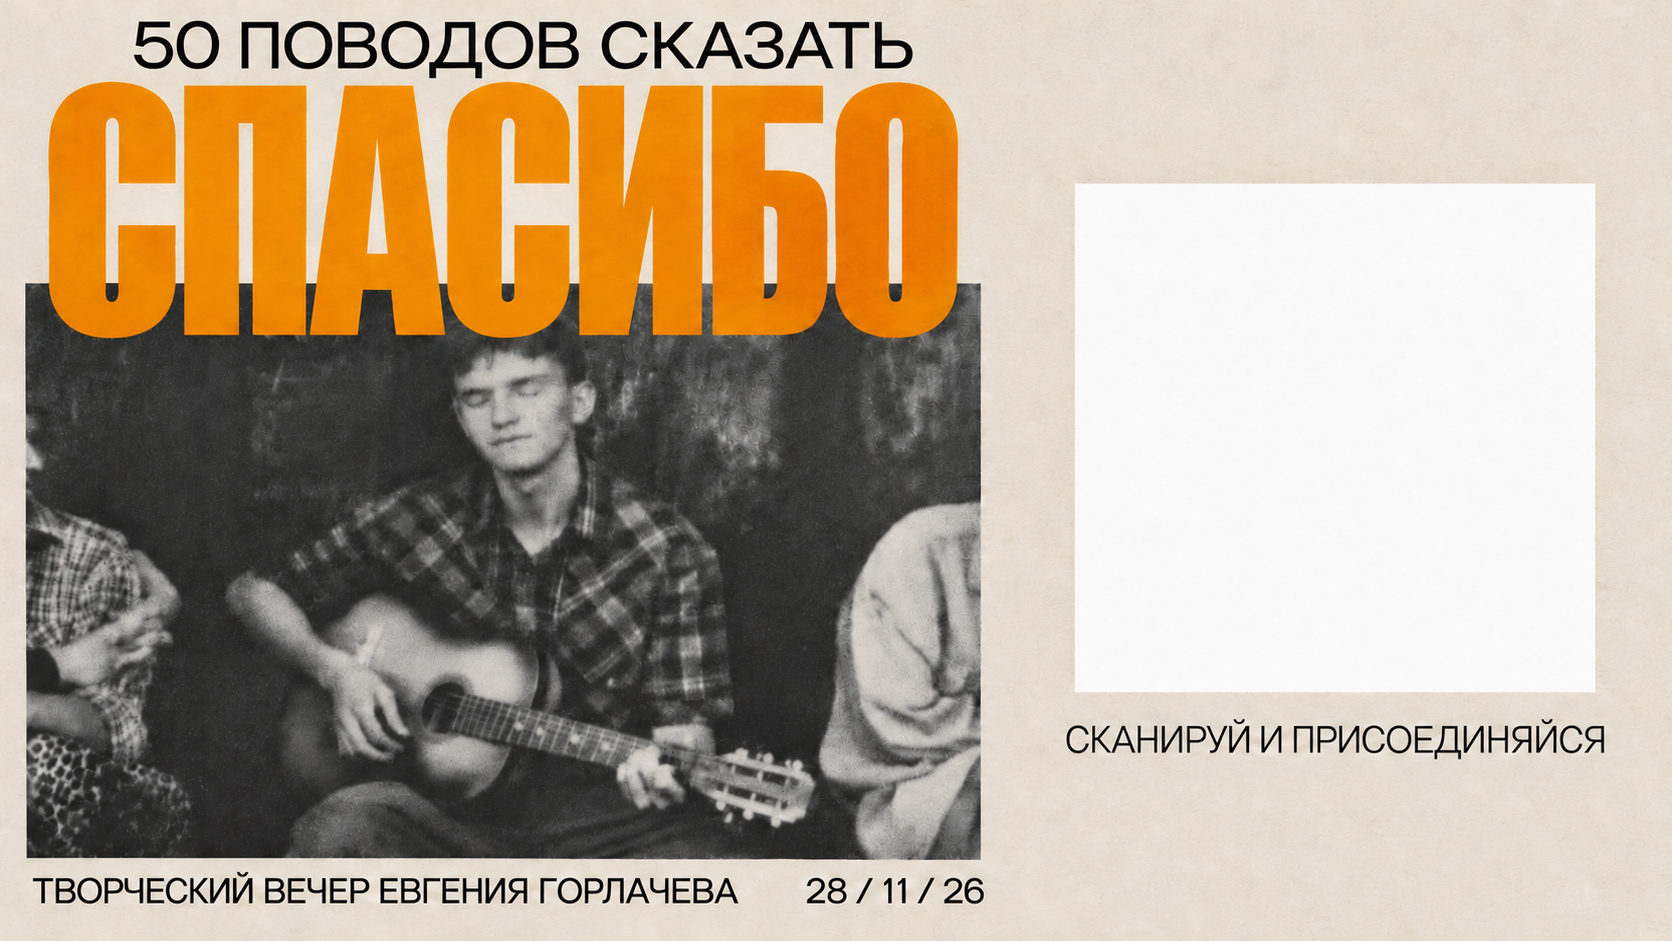 50 ПОВОДОВ СКАЗАТЬ
СПАСИБО
ТВОРЧЕСКИЙ ВЕЧЕР ЕВГЕНИЯ ГОРЛАЧЕВА 28 / 11 / 26
СКАНИРУЙ И ПРИСОЕДИНЯЙСЯ